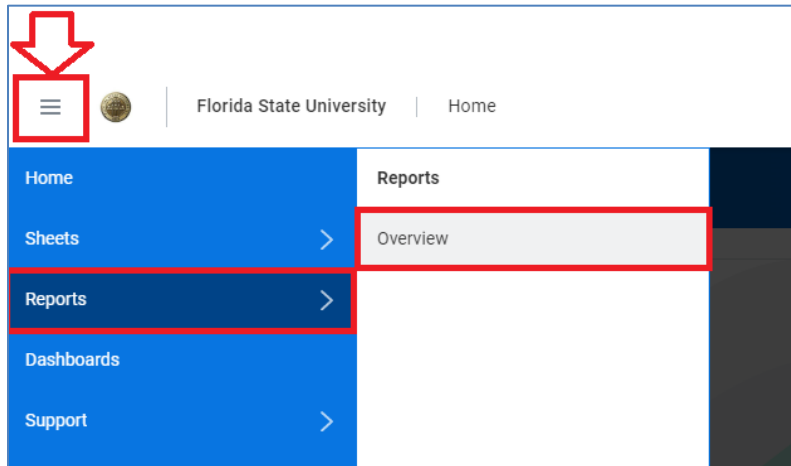 Florida State University | Home
Home
Reports
Sheets
Overview
Reports
Dashboards
Support